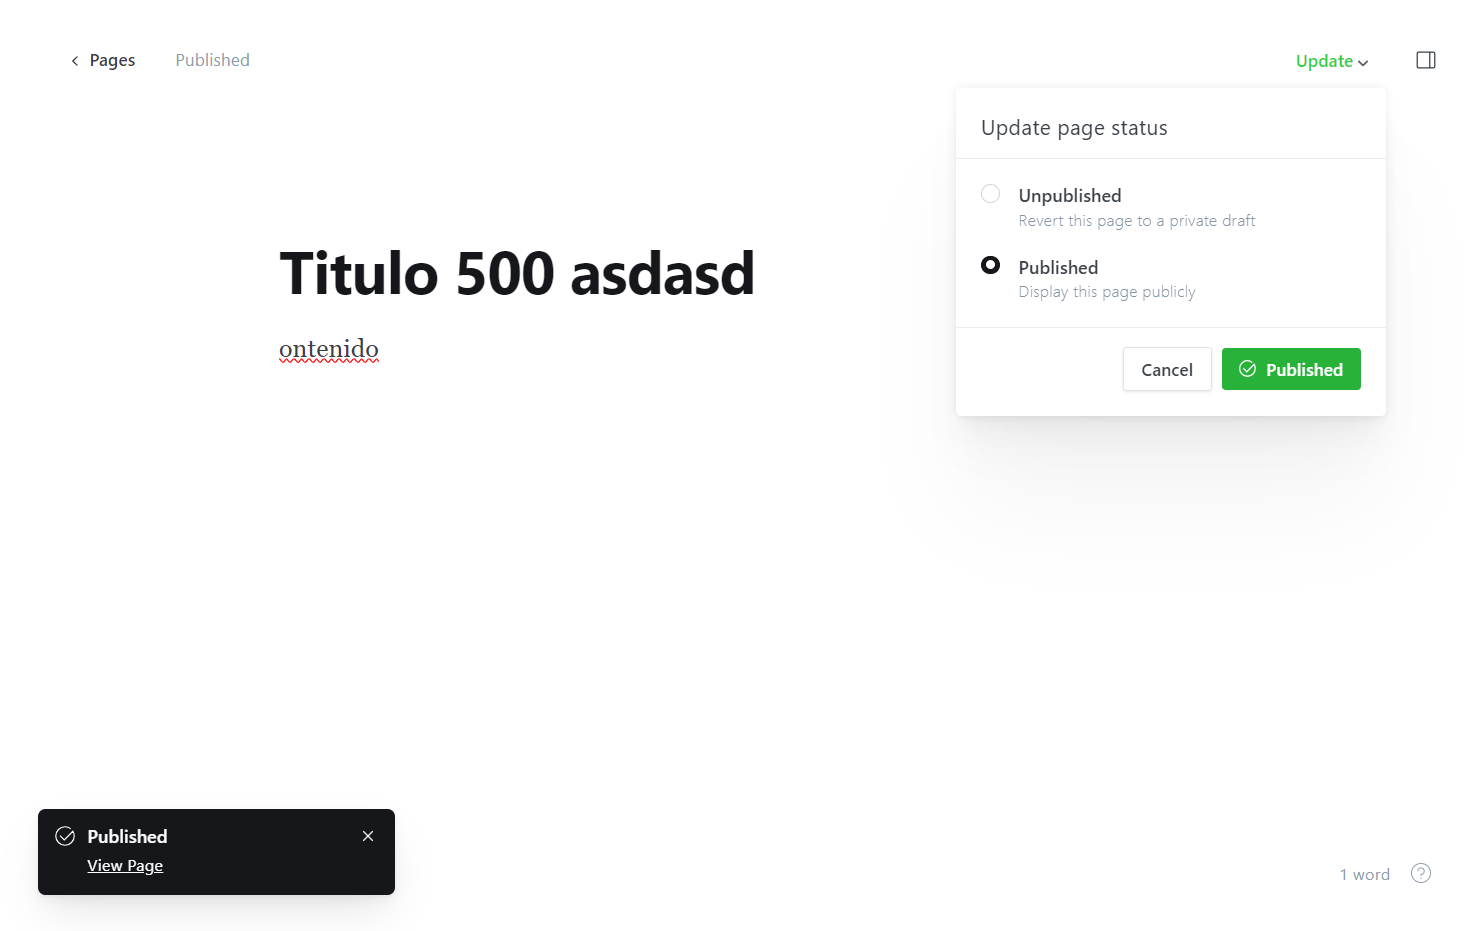 Pages
Published
Update
Update page status
Unpublished
Revert this page to a private draft
Published
Display this page publicly
Cancel
Published
Titulo 500 asdasd
ontenido
Published
View Page
1 word
?